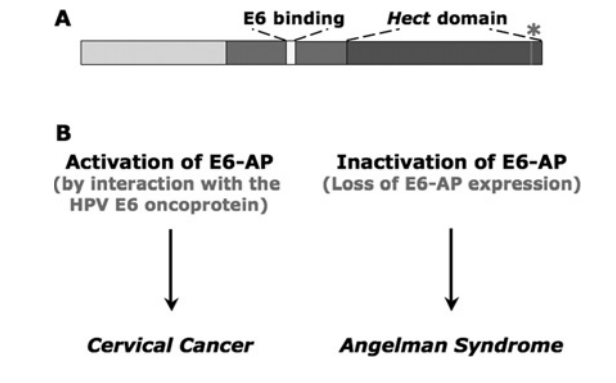 A
E6 binding
Hect domain
*
B
Activation of E6-AP
(by interaction with the
HPV E6 oncoprotein)
Inactivation of E6-AP
(Loss of E6-AP expression)
Cervical Cancer
Angelman Syndrome